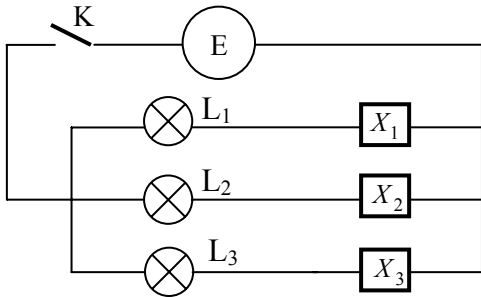 K
E
L₁ X₁
L₂ X₂
L₃ X₃